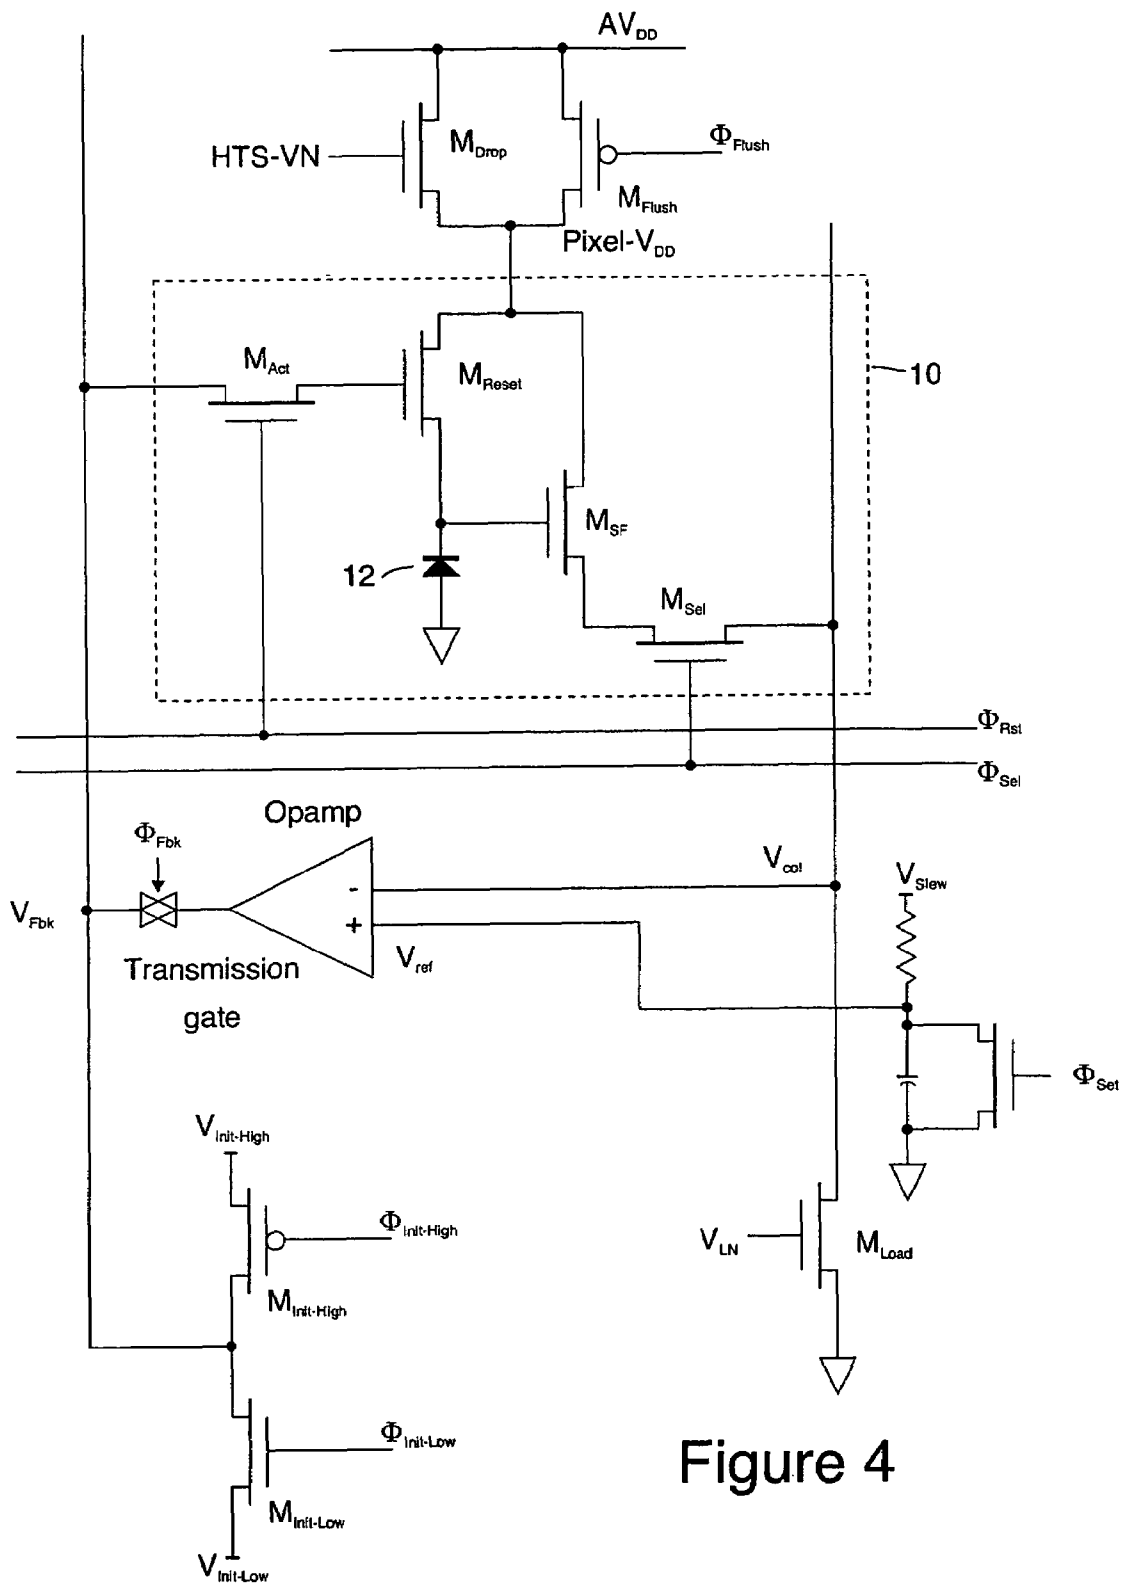 AVDD
HTS-VN
MDrop
ΦFlush
MFlush
Pixel-VDD
MAct
MReset
10
MSF
12
MSel
ΦRst
ΦSel
Opamp
ΦFbk
Vcol
VSlew
VFbk
-
+
Vref
Transmission
gate
ΦSet
VInit-High
ΦInit-High
VLN
MLoad
MInit-High
ΦInit-Low
Figure 4
MInit-Low
VInit-Low